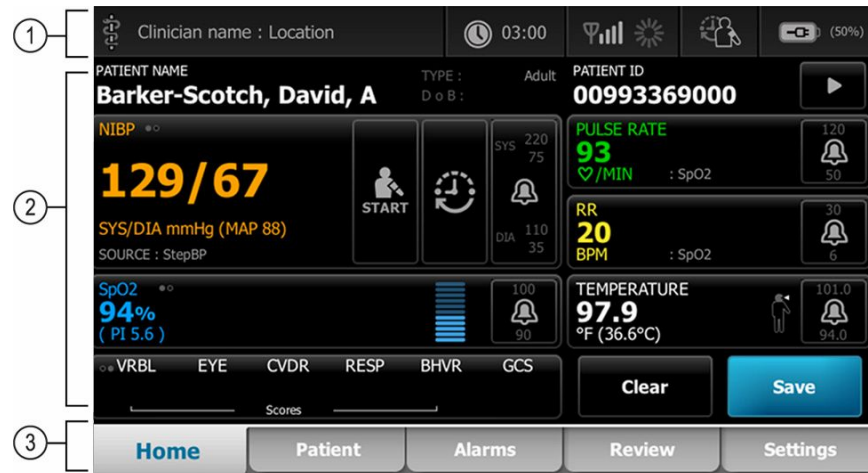 1
Clinician name : Location
03:00
(50%)
2
PATIENT NAME
Barker-Scotch, David, A
TYPE : Adult
D o B :
PATIENT ID
00993369000
NIBP
129/67
SYS/DIA mmHg (MAP 88)
SOURCE : StepBP
START
SYS 220
75
DIA 110
35
PULSE RATE
93
/MIN : SpO2
120
50
RR
20
BPM : SpO2
30
6
SpO2
94%
( PI 5.6 )
100
90
TEMPERATURE
97.9
°F (36.6°C)
101.0
94.0
VRBL EYE CVDR RESP BHVR GCS
Scores
Clear
Save
3
Home Patient Alarms Review Settings